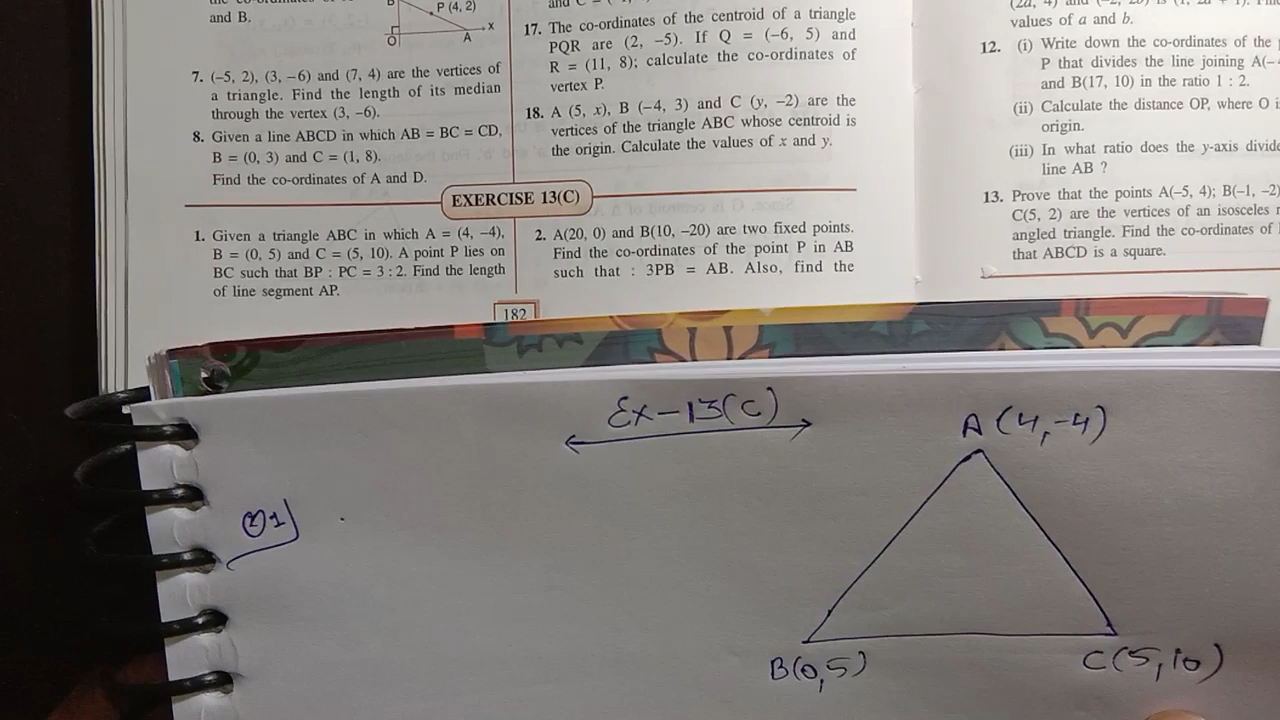 and B.
P (4, 2)
x
O
A
7. (–5, 2), (3, –6) and (7, 4) are the vertices of
a triangle. Find the length of its median
through the vertex (3, –6).
8. Given a line ABCD in which AB = BC = CD,
B = (0, 3) and C = (1, 8).
Find the co-ordinates of A and D.
17. The co-ordinates of the centroid of a triangle
PQR are (2, –5). If Q = (–6, 5) and
R = (11, 8); calculate the co-ordinates of
vertex P.
18. A (5, x), B (–4, 3) and C (y, –2) are the
vertices of the triangle ABC whose centroid is
the origin. Calculate the values of x and y.
EXERCISE 13(C)
1. Given a triangle ABC in which A = (4, –4),
B = (0, 5) and C = (5, 10). A point P lies on
BC such that BP : PC = 3 : 2. Find the length
of line segment AP.
2. A(20, 0) and B(10, –20) are two fixed points.
Find the co-ordinates of the point P in AB
such that : 3PB = AB. Also, find the
182
values of a and b.
12. (i) Write down the co-ordinates of the
P that divides the line joining A(–
and B(17, 10) in the ratio 1 : 2.
(ii) Calculate the distance OP, where O
origin.
(iii) In what ratio does the y-axis
line AB ?
13. Prove that the points A(–5, 4); B(–1, –2)
C(5, 2) are the vertices of an isosceles
angled triangle. Find the co-ordinates of
that ABCD is a square.
Ex-13(C)
A(4,-4)
Q1
B(0,5)
C(5,10)